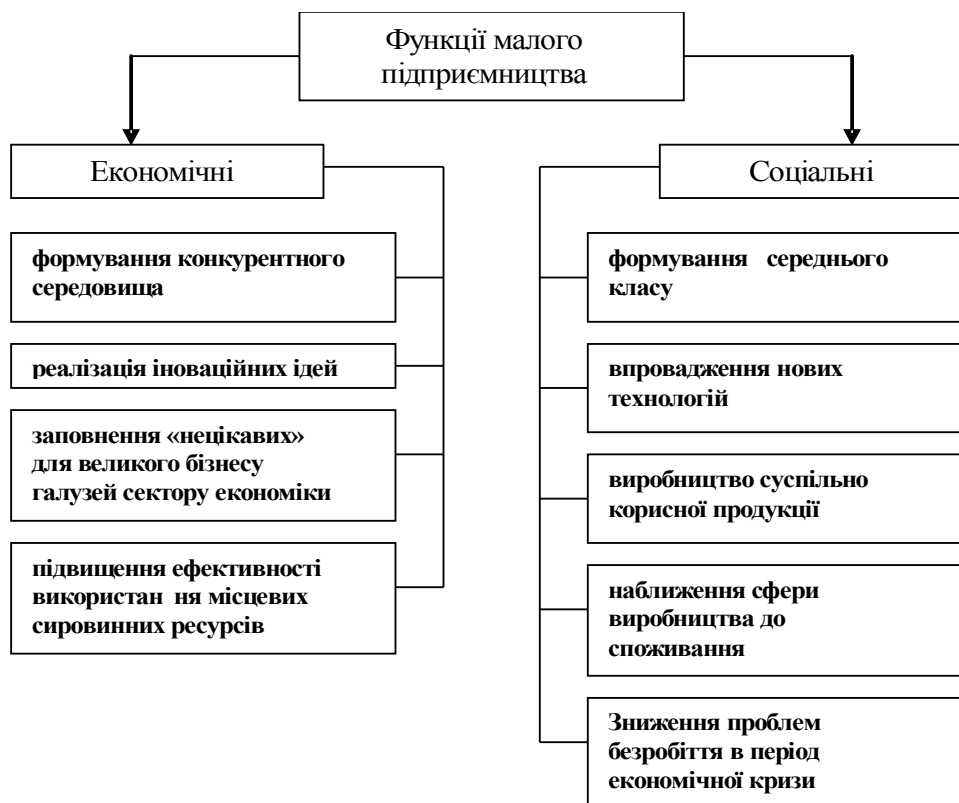 Функції малого
підприємництва
Економічні
формування конкурентного
середовища
реалізація іноваційних ідей
заповнення «нецікавих»
для великого бізнесу
галузей сектору економіки
підвищення ефективності
використан ня місцевих
сировинних ресурсів
Соціальні
формування середнього
класу
впровадження нових
технологій
виробництво суспільно
корисної продукції
наближення сфери
виробництва до
споживання
Зниження проблем
безробіття в період
економічної кризи